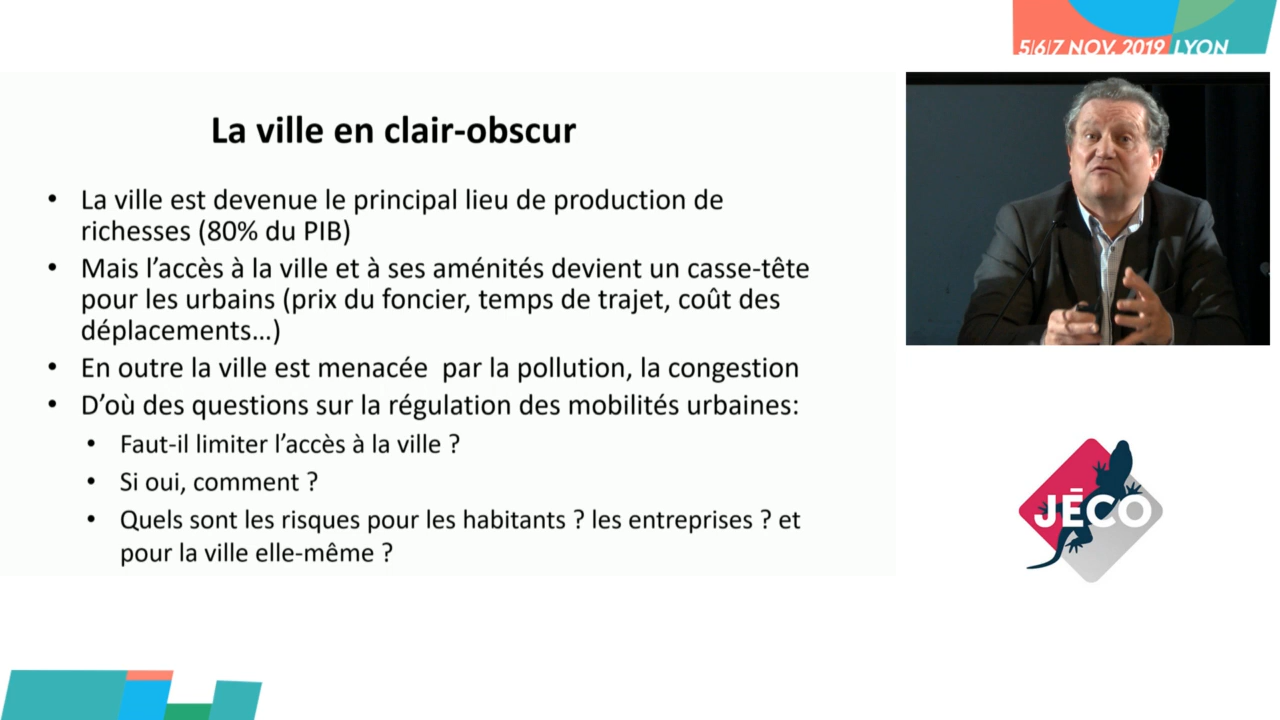 5|6|7 NOV. 2019 LYON
La ville en clair-obscur
• La ville est devenue le principal lieu de production de
richesses (80% du PIB)
• Mais l’accès à la ville et à ses aménités devient un casse-tête
pour les urbains (prix du foncier, temps de trajet, coût des
déplacements…)
• En outre la ville est menacée  par la pollution, la congestion
• D’où des questions sur la régulation des mobilités urbaines:
• Faut-il limiter l’accès à la ville ?
• Si oui, comment ?
• Quels sont les risques pour les habitants ? les entreprises ? et
pour la ville elle-même ?
JĒCO